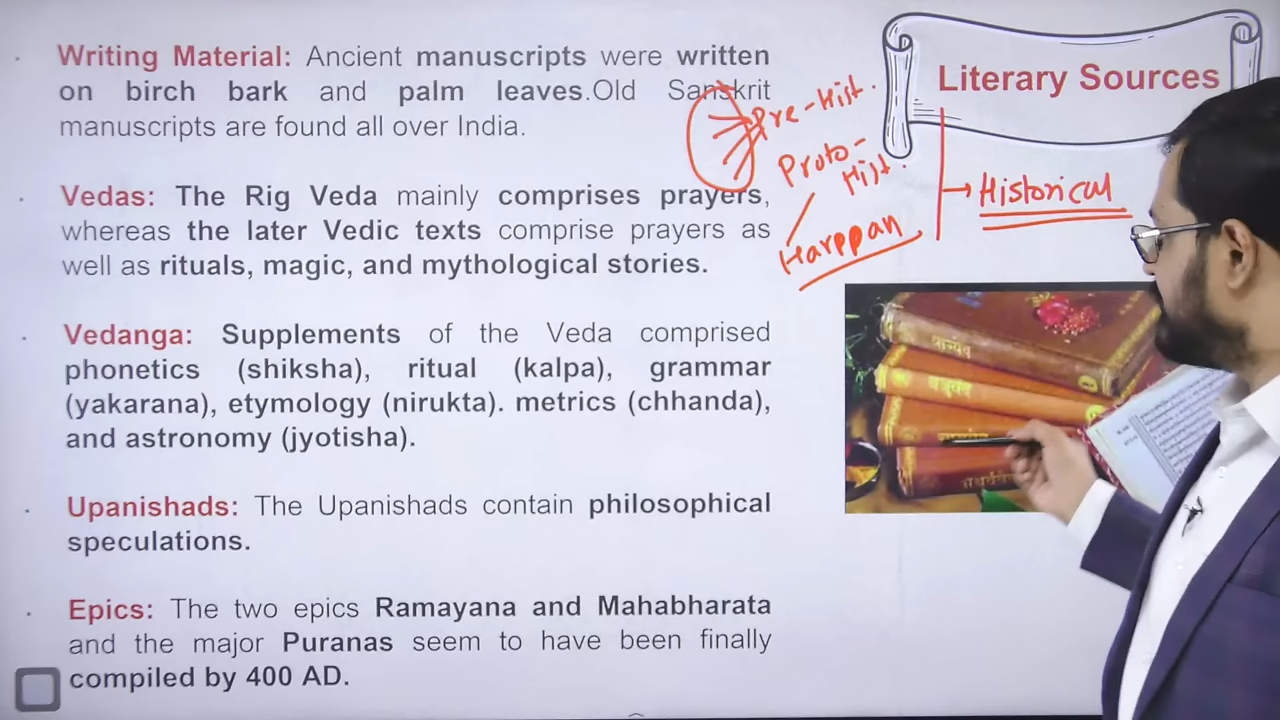 Writing Material: Ancient manuscripts were written
on birch bark and palm leaves.Old Sanskrit
manuscripts are found all over India.
Vedas: The Rig Veda mainly comprises prayers,
whereas the later Vedic texts comprise prayers as
well as rituals, magic, and mythological stories.
Vedanga: Supplements of the Veda comprised
phonetics (shiksha), ritual (kalpa), grammar
(yakarana), etymology (nirukta). metrics (chhanda),
and astronomy (jyotisha).
Upanishads: The Upanishads contain philosophical
speculations.
Epics: The two epics Ramayana and Mahabharata
and the major Puranas seem to have been finally
compiled by 400 AD.
Literary Sources
Pre-Hist.
Proto-
Hist.
Harppan
Historical